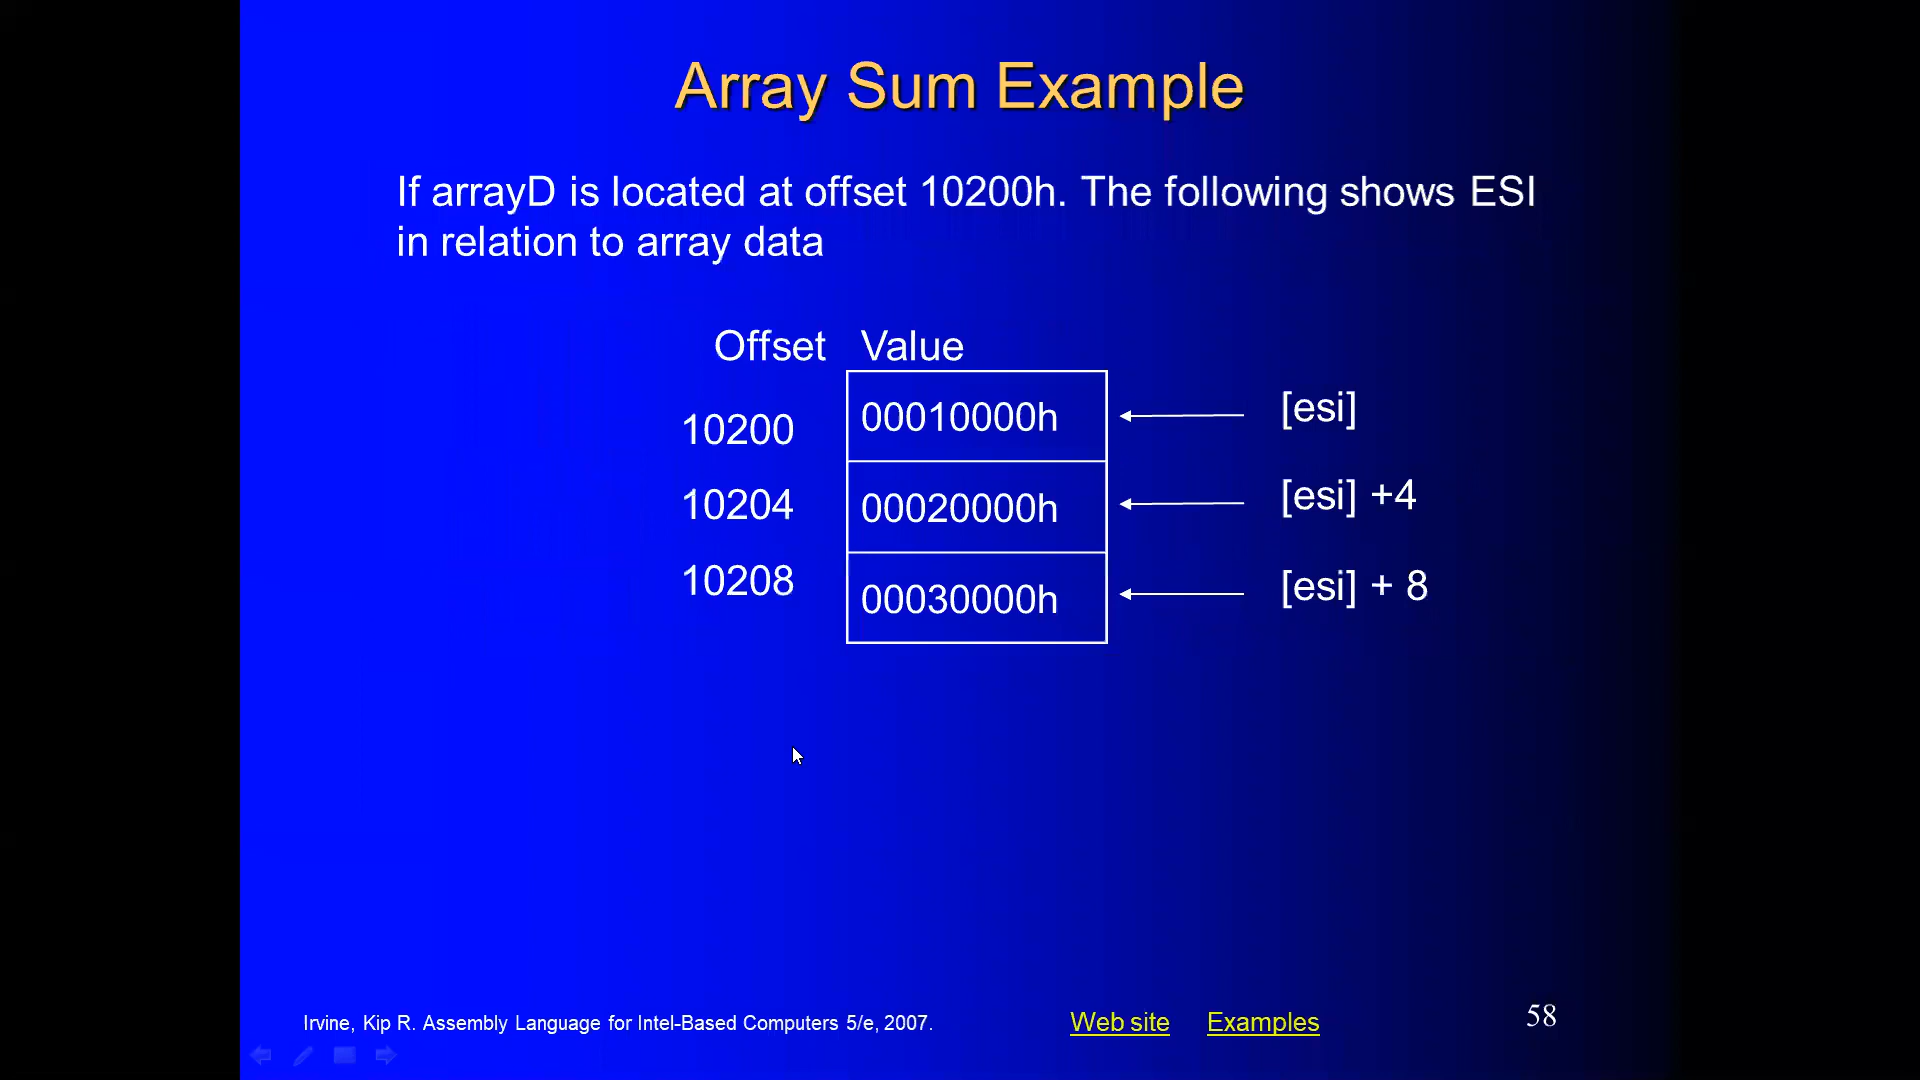 Array Sum Example
If arrayD is located at offset 10200h. The following shows ESI
in relation to array data
Offset Value
10200 00010000h [esi]
10204 00020000h [esi] +4
10208 00030000h [esi] + 8
Irvine, Kip R. Assembly Language for Intel-Based Computers 5/e, 2007. Web site Examples 58